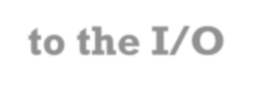 to the I/O